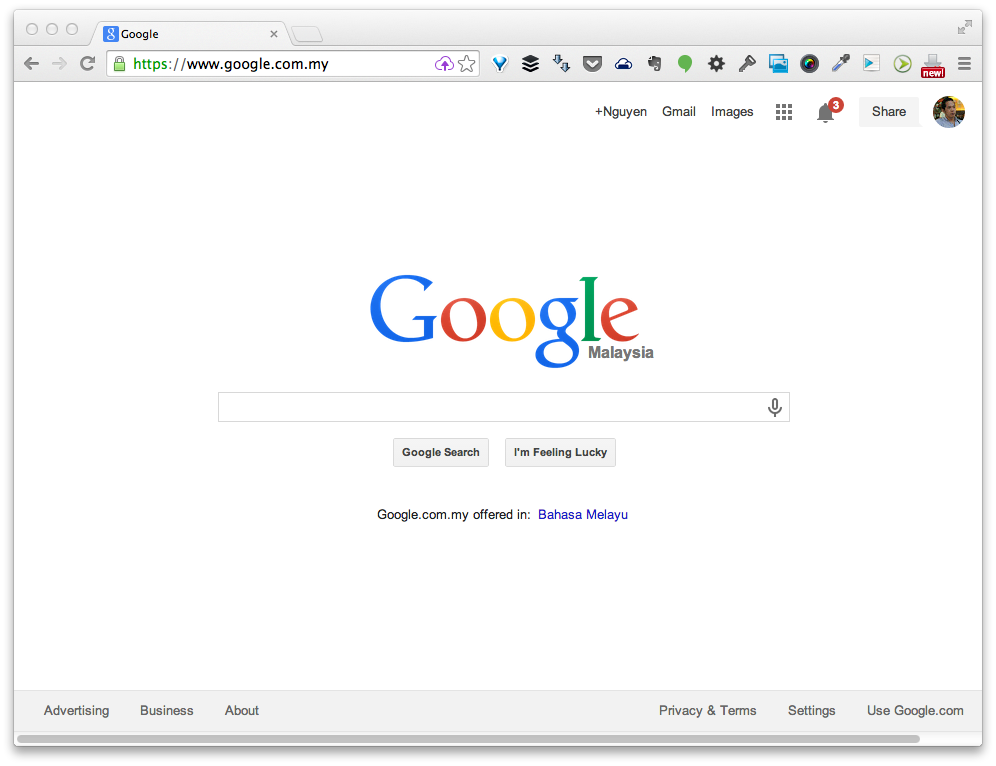 Google
https://www.google.com.my
new!
+Nguyen Gmail Images 3 Share
Google
Malaysia
Google Search I'm Feeling Lucky
Google.com.my offered in: Bahasa Melayu
Advertising Business About Privacy & Terms Settings Use Google.com